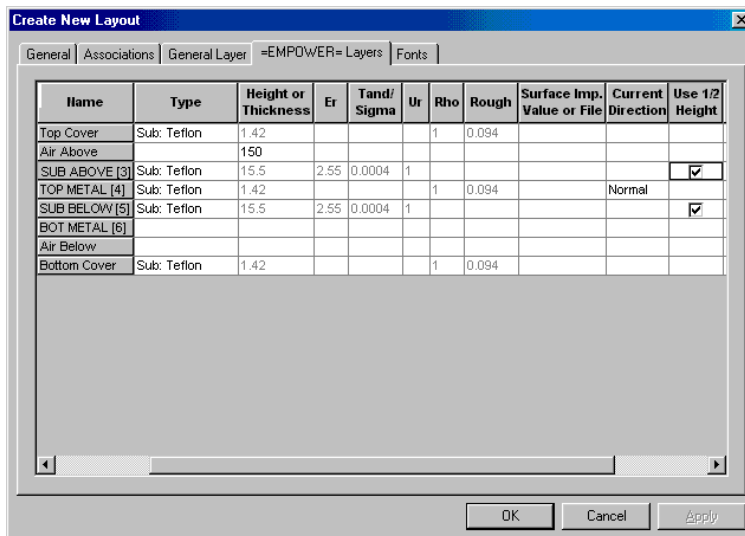 Create New Layout
General Associations General Layer =EMPOWER= Layers Fonts
Name Type Height or Thickness Er Tand/ Sigma Ur Rho Rough Surface Imp. Value or File Current Direction Use 1/2 Height
Top Cover Sub: Teflon 1.42 1 0.094
Air Above 150
SUB ABOVE [3] Sub: Teflon 15.5 2.55 0.0004 1
TOP METAL [4] Sub: Teflon 1.42 1 0.094 Normal
SUB BELOW [5] Sub: Teflon 15.5 2.55 0.0004 1
BOT METAL [6]
Air Below
Bottom Cover Sub: Teflon 1.42 1 0.094
OK Cancel Apply